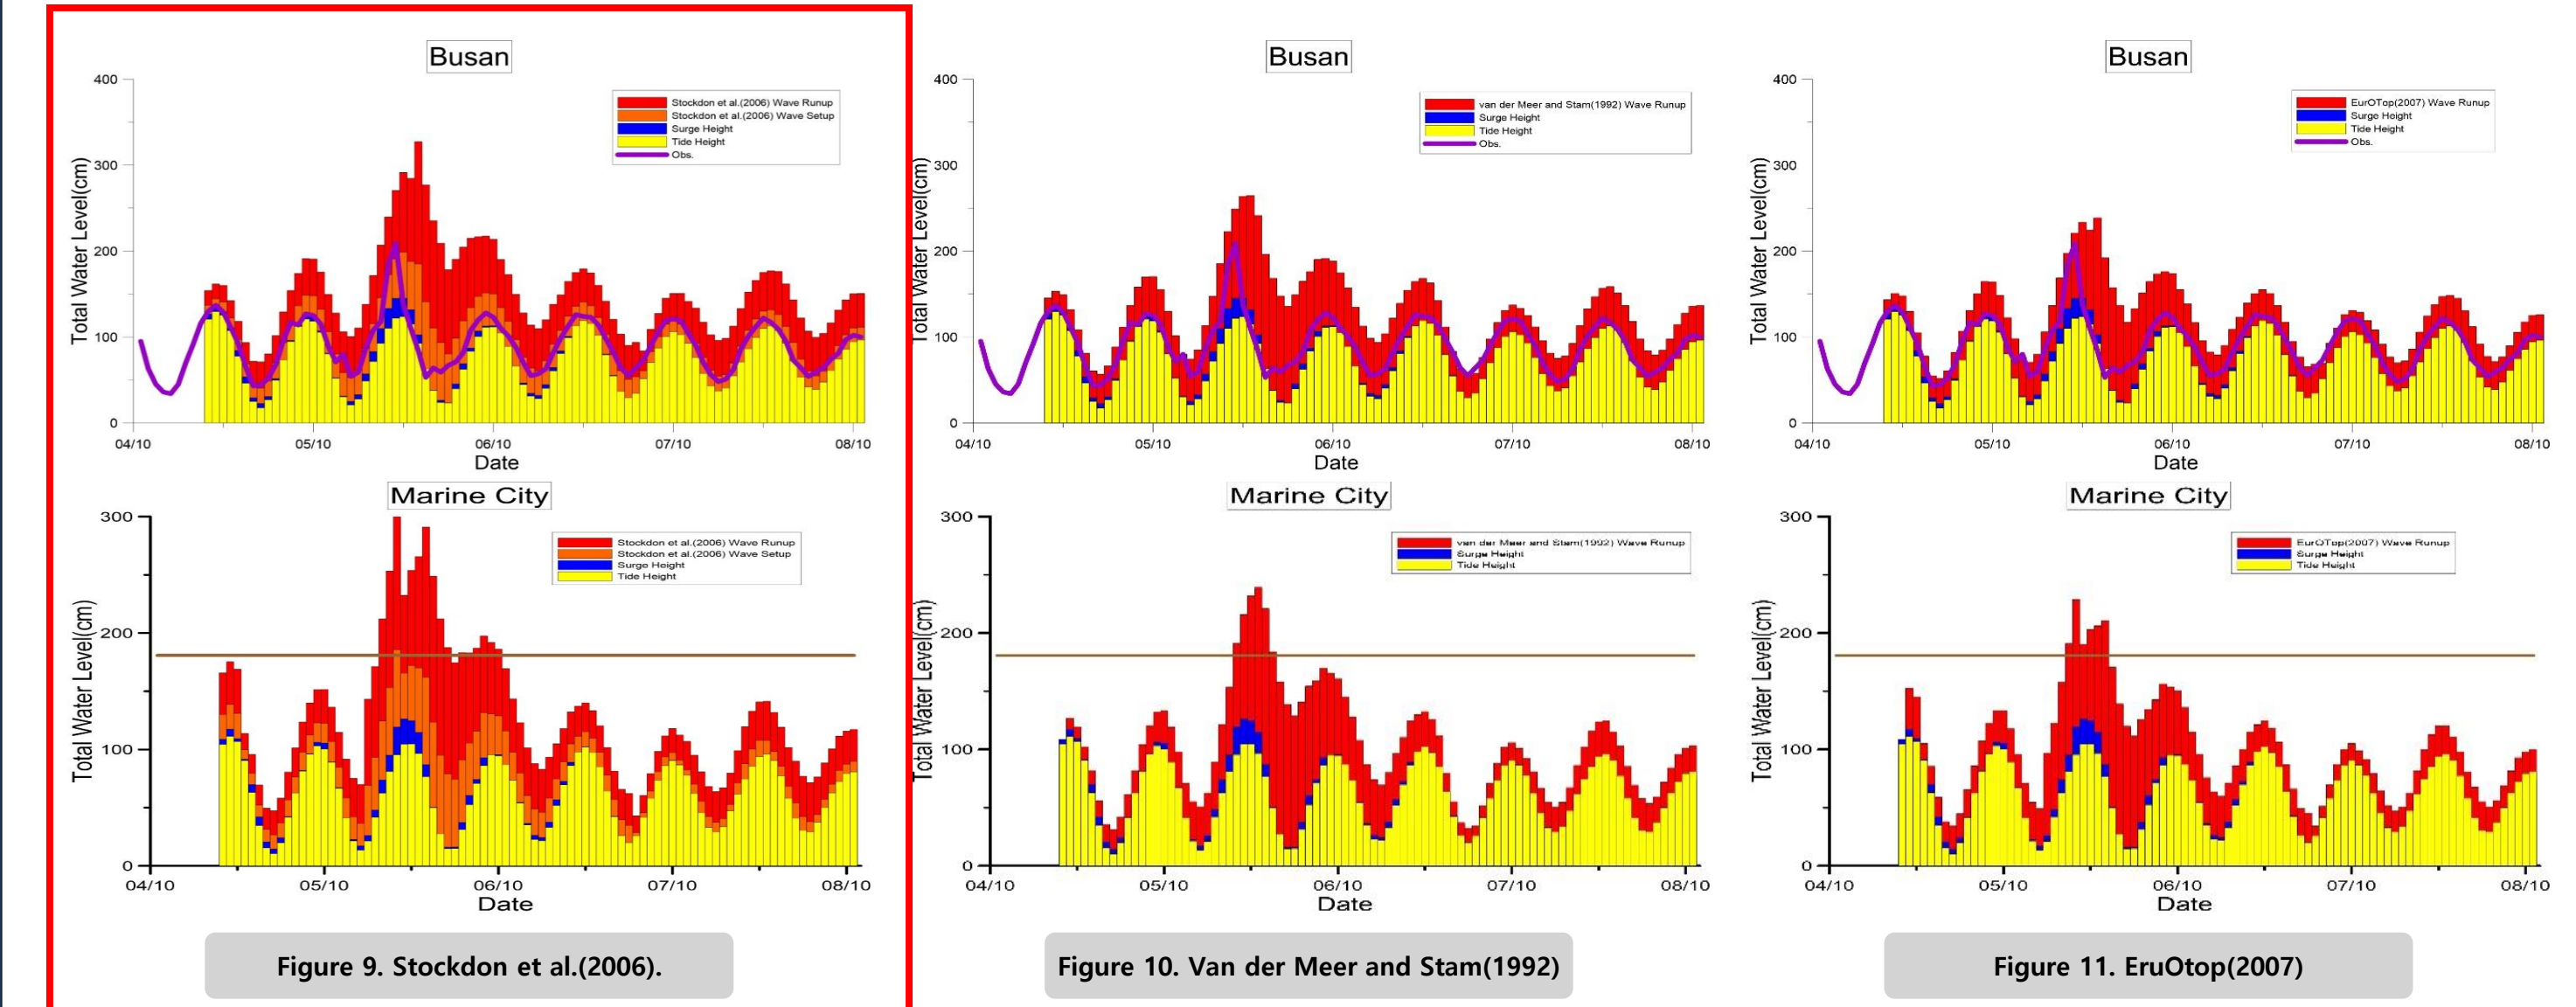 Busan
400
300
200
100
0
Total Water Level(cm)
Stockdon et al.(2006) Wave Runup
Stockdon et al.(2006) Wave Setup
Surge Height
Tide Height
Obs.
04/10 05/10 06/10 07/10 08/10
Date
Marine City
300
200
100
0
Total Water Level(cm)
Stockdon et al.(2006) Wave Runup
Stockdon et al.(2006) Wave Setup
Surge Height
Tide Height
04/10 05/10 06/10 07/10 08/10
Date
Figure 9. Stockdon et al.(2006).
Busan
400
300
200
100
0
Total Water Level(cm)
van der Meer and Stam(1992) Wave Runup
Surge Height
Tide Height
Obs.
04/10 05/10 06/10 07/10 08/10
Date
Marine City
300
200
100
0
Total Water Level(cm)
van der Meer and Stam(1992) Wave Runup
Surge Height
Tide Height
04/10 05/10 06/10 07/10 08/10
Date
Figure 10. Van der Meer and Stam(1992)
Busan
400
300
200
100
0
Total Water Level(cm)
EurOTop(2007) Wave Runup
Surge Height
Tide Height
Obs.
04/10 05/10 06/10 07/10 08/10
Date
Marine City
300
200
100
0
Total Water Level(cm)
EurOTop(2007) Wave Runup
Surge Height
Tide Height
04/10 05/10 06/10 07/10 08/10
Date
Figure 11. EruOtop(2007)